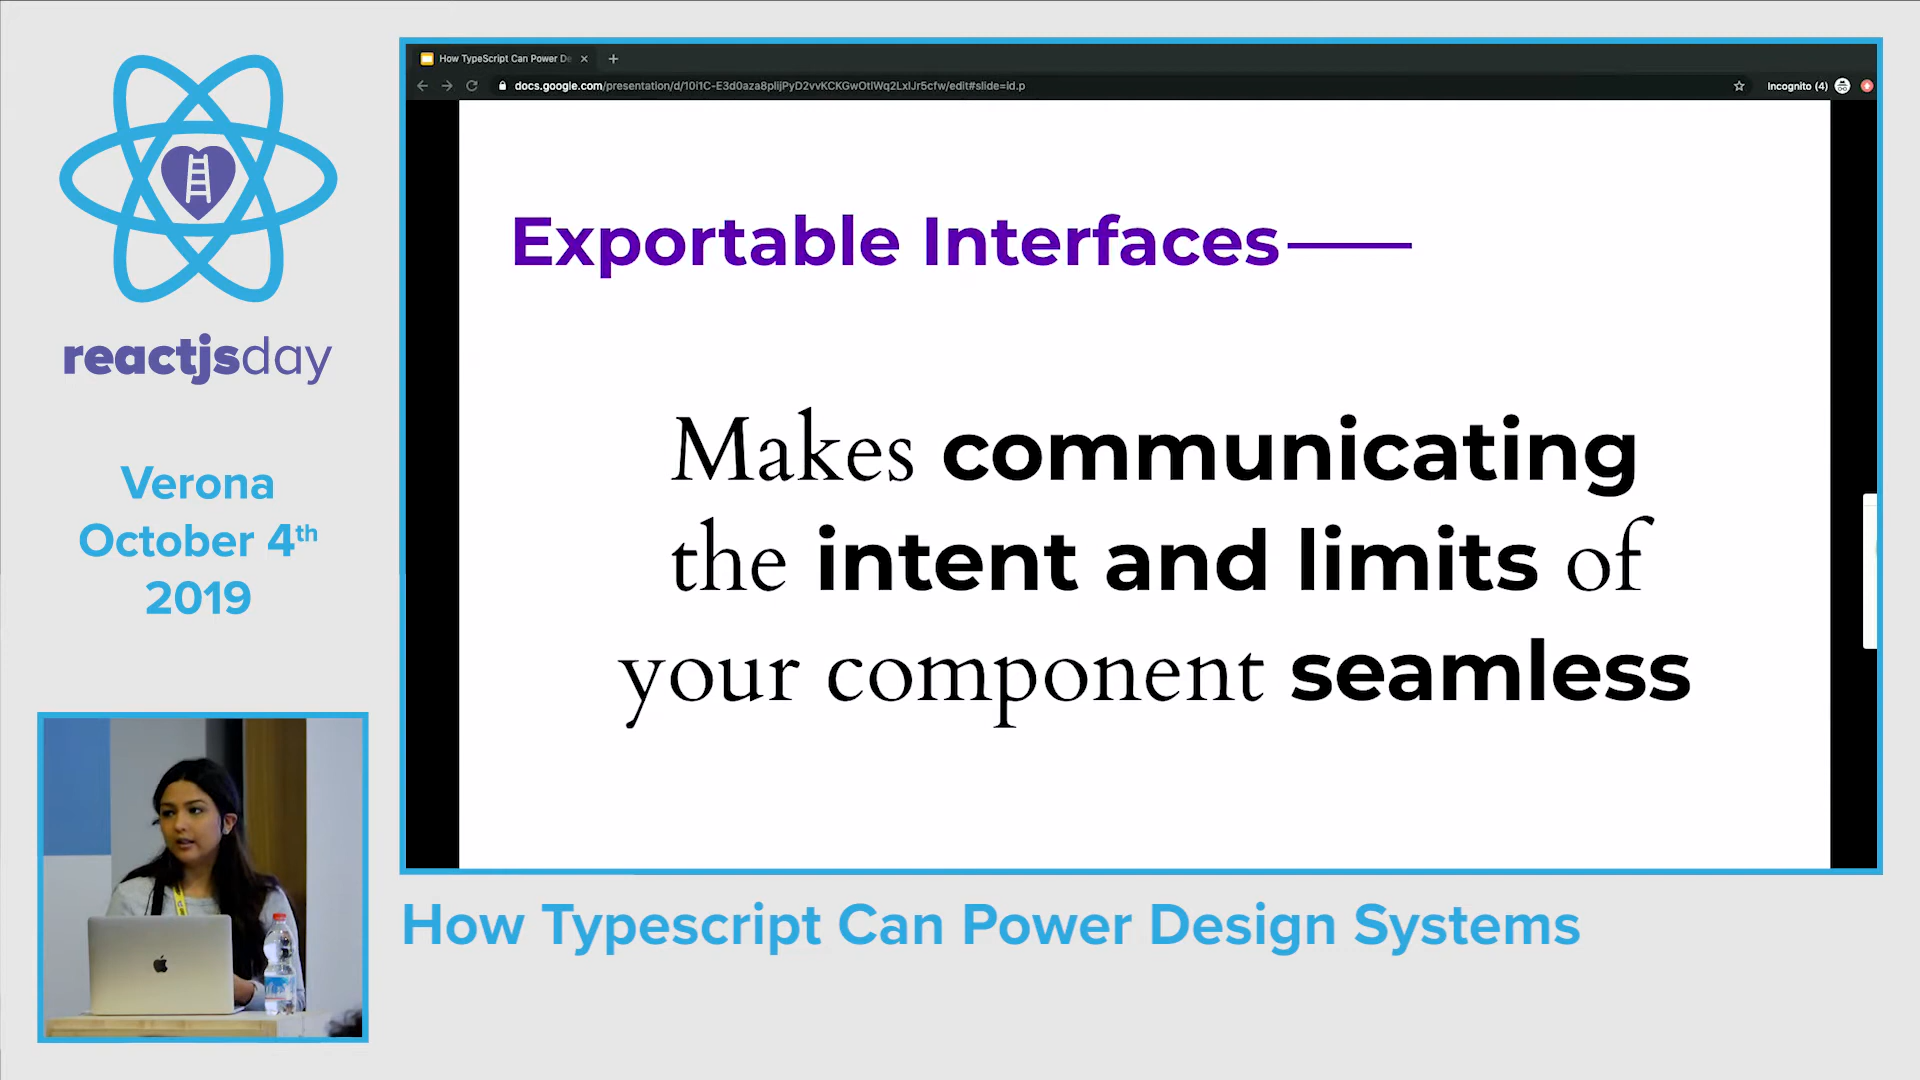 reactjsday
Verona
October 4th
2019
How TypeScript Can Power De
docs.google.com/presentation/d/10i1C-E3d0aza8plijPyD2vvKCKGwOtlWq2LxlJr5cfw/edit#slide=id.p
Incognito (4)
Exportable Interfaces
Makes communicating
the intent and limits of
your component seamless
How Typescript Can Power Design Systems